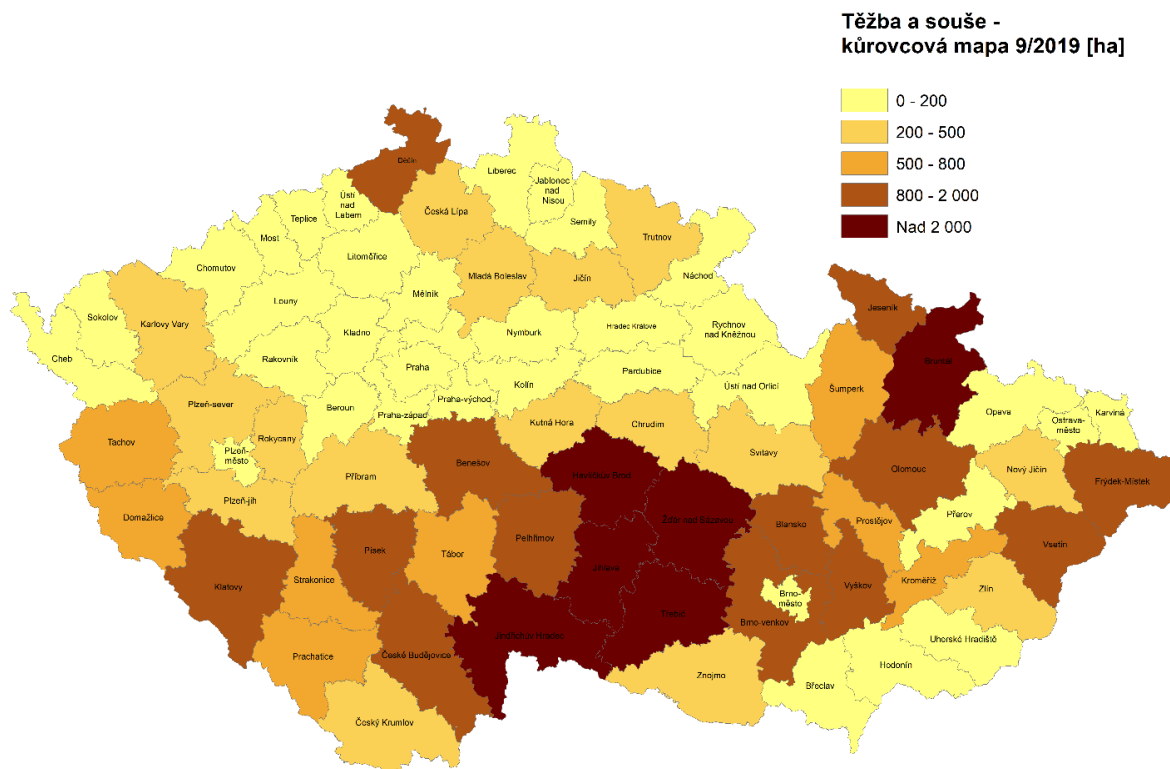 Těžba a souše -
kůrovcová mapa 9/2019 [ha]
0 - 200
200 - 500
500 - 800
800 - 2 000
Nad 2 000
Děčín
Liberec
Jablonec
nad
Nisou
Ústí
nad
Labem
Teplice
Česká Lípa
Semily
Trutnov
Most
Litoměřice
Chomutov
Mladá Boleslav
Jičín
Náchod
Mělník
Louny
Sokolov
Karlovy Vary
Kladno
Nymburk
Hradec Králové
Rychnov
nad Kněžnou
Jeseník
Cheb
Rakovník
Praha
Kolín
Pardubice
Ústí nad Orlicí
Šumperk
Bruntál
Praha-východ
Beroun
Praha-západ
Plzeň-sever
Opava
Ostrava-
město
Karviná
Kutná Hora
Chrudim
Rokycany
Tachov
Plzeň-
město
Svitavy
Benešov
Příbram
Havlíčkův Brod
Olomouc
Nový Jičín
Frýdek-Místek
Plzeň-jih
Domažlice
Žďár nad Sázavou
Prostějov
Přerov
Blansko
Pelhřimov
Písek
Tábor
Vsetín
Jihlava
Strakonice
Klatovy
Vyškov
Kroměříž
Zlín
Brno-
město
Třebíč
Brno-venkov
Jindřichův Hradec
Uherské Hradiště
Prachatice
České Budějovice
Hodonín
Znojmo
Břeclav
Český Krumlov